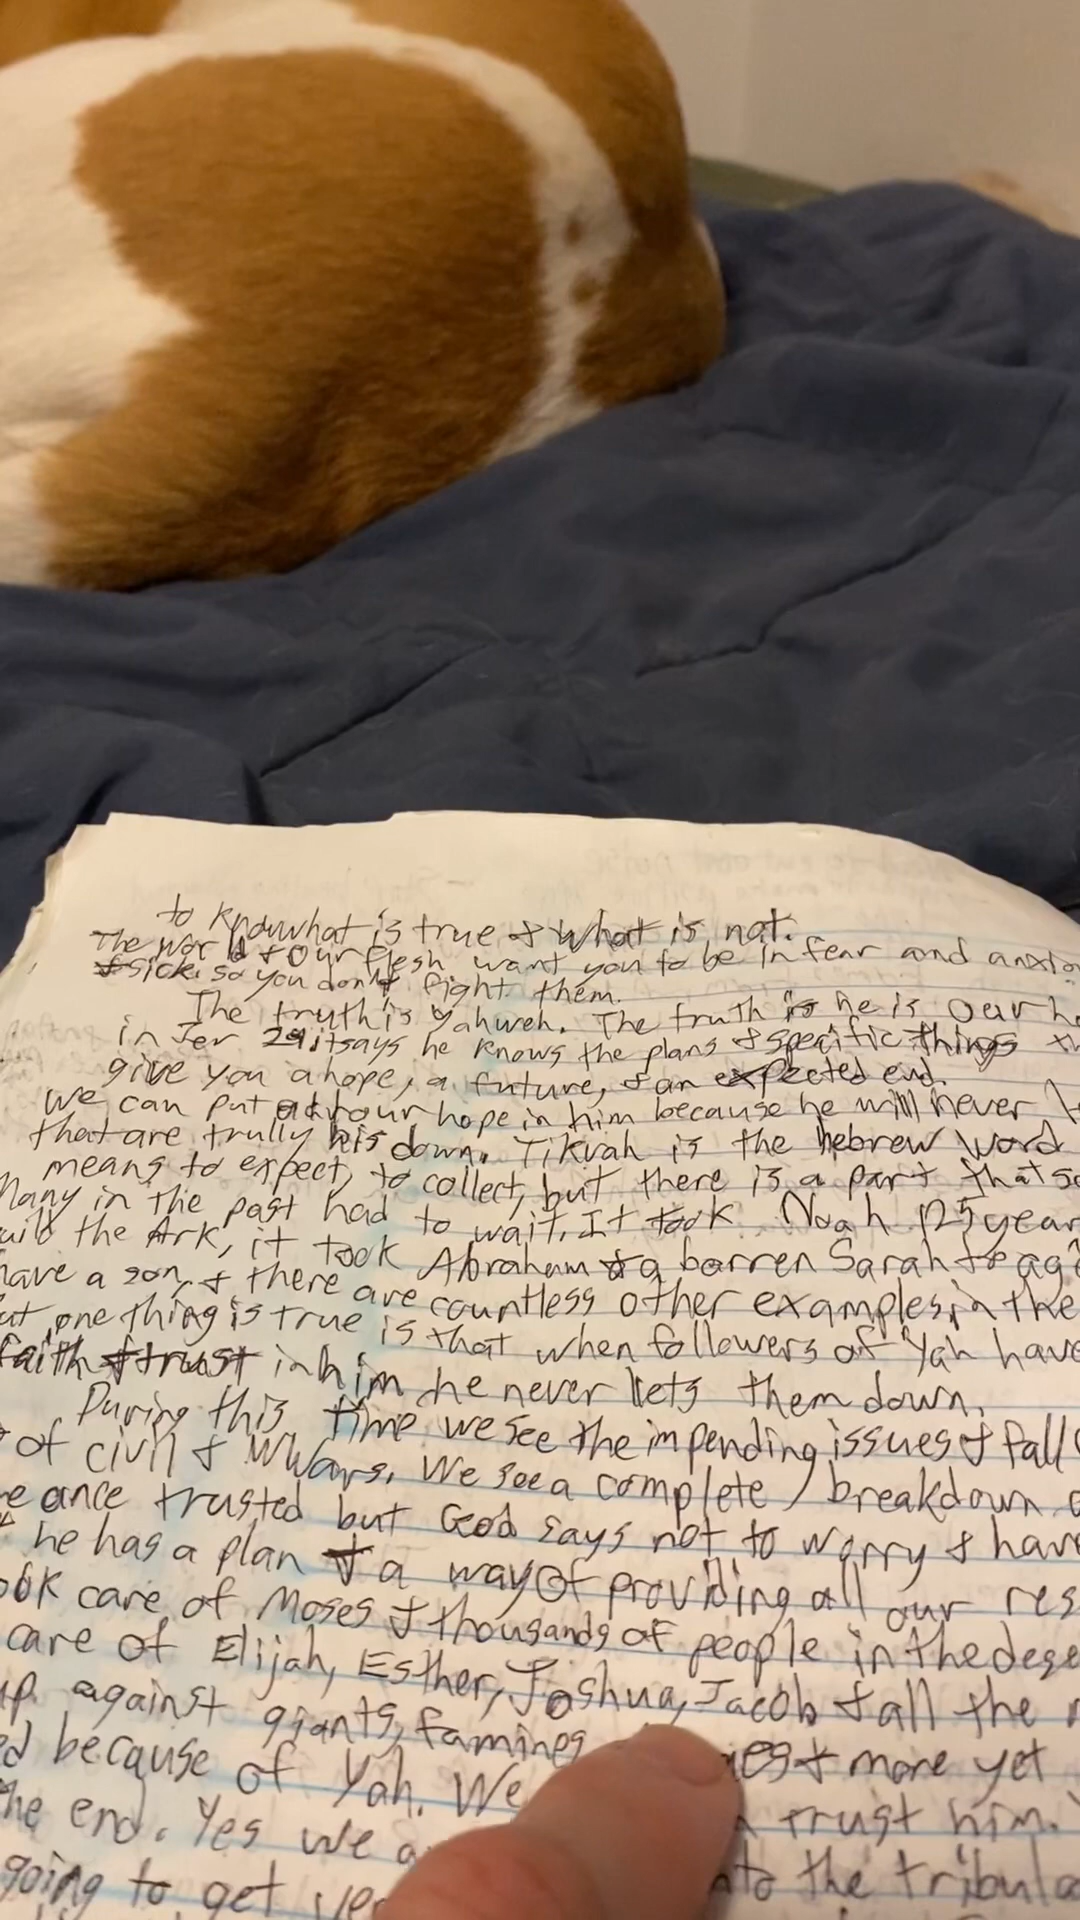 to know what is true & what is not.
The world & our flesh want you to be in fear and
& sick so you don't fight them.
The truth is Yahweh. The truth is he is our
in Jer 29 it says he knows the plans & specific things
give you a hope, a future, & an expected end.
We can put our hope in him because he will never
that are trully his down. Tikvah is the hebrew word
means to expect, to collect, but there is a part that
Many in the past had to wait. It took Noah 125 year
the Ark, it took Abraham & a barren Sarah to
have a son, & there are countless other examples in the
one thing is true is that when followers of Yah have
faith & trust in him he never lets them down.
During this time we see the impending issues & fall
of civil & WWars. We see a complete breakdown
once trusted but God says not to worry & have
he has a plan & a way of providing all our
care of Moses & thousands of people in the
care of Elijah, Esther, Joshua, Jacob & all the
up against giants, famines & more yet
because of Yah. We trust him.
the end. Yes we
going to get the